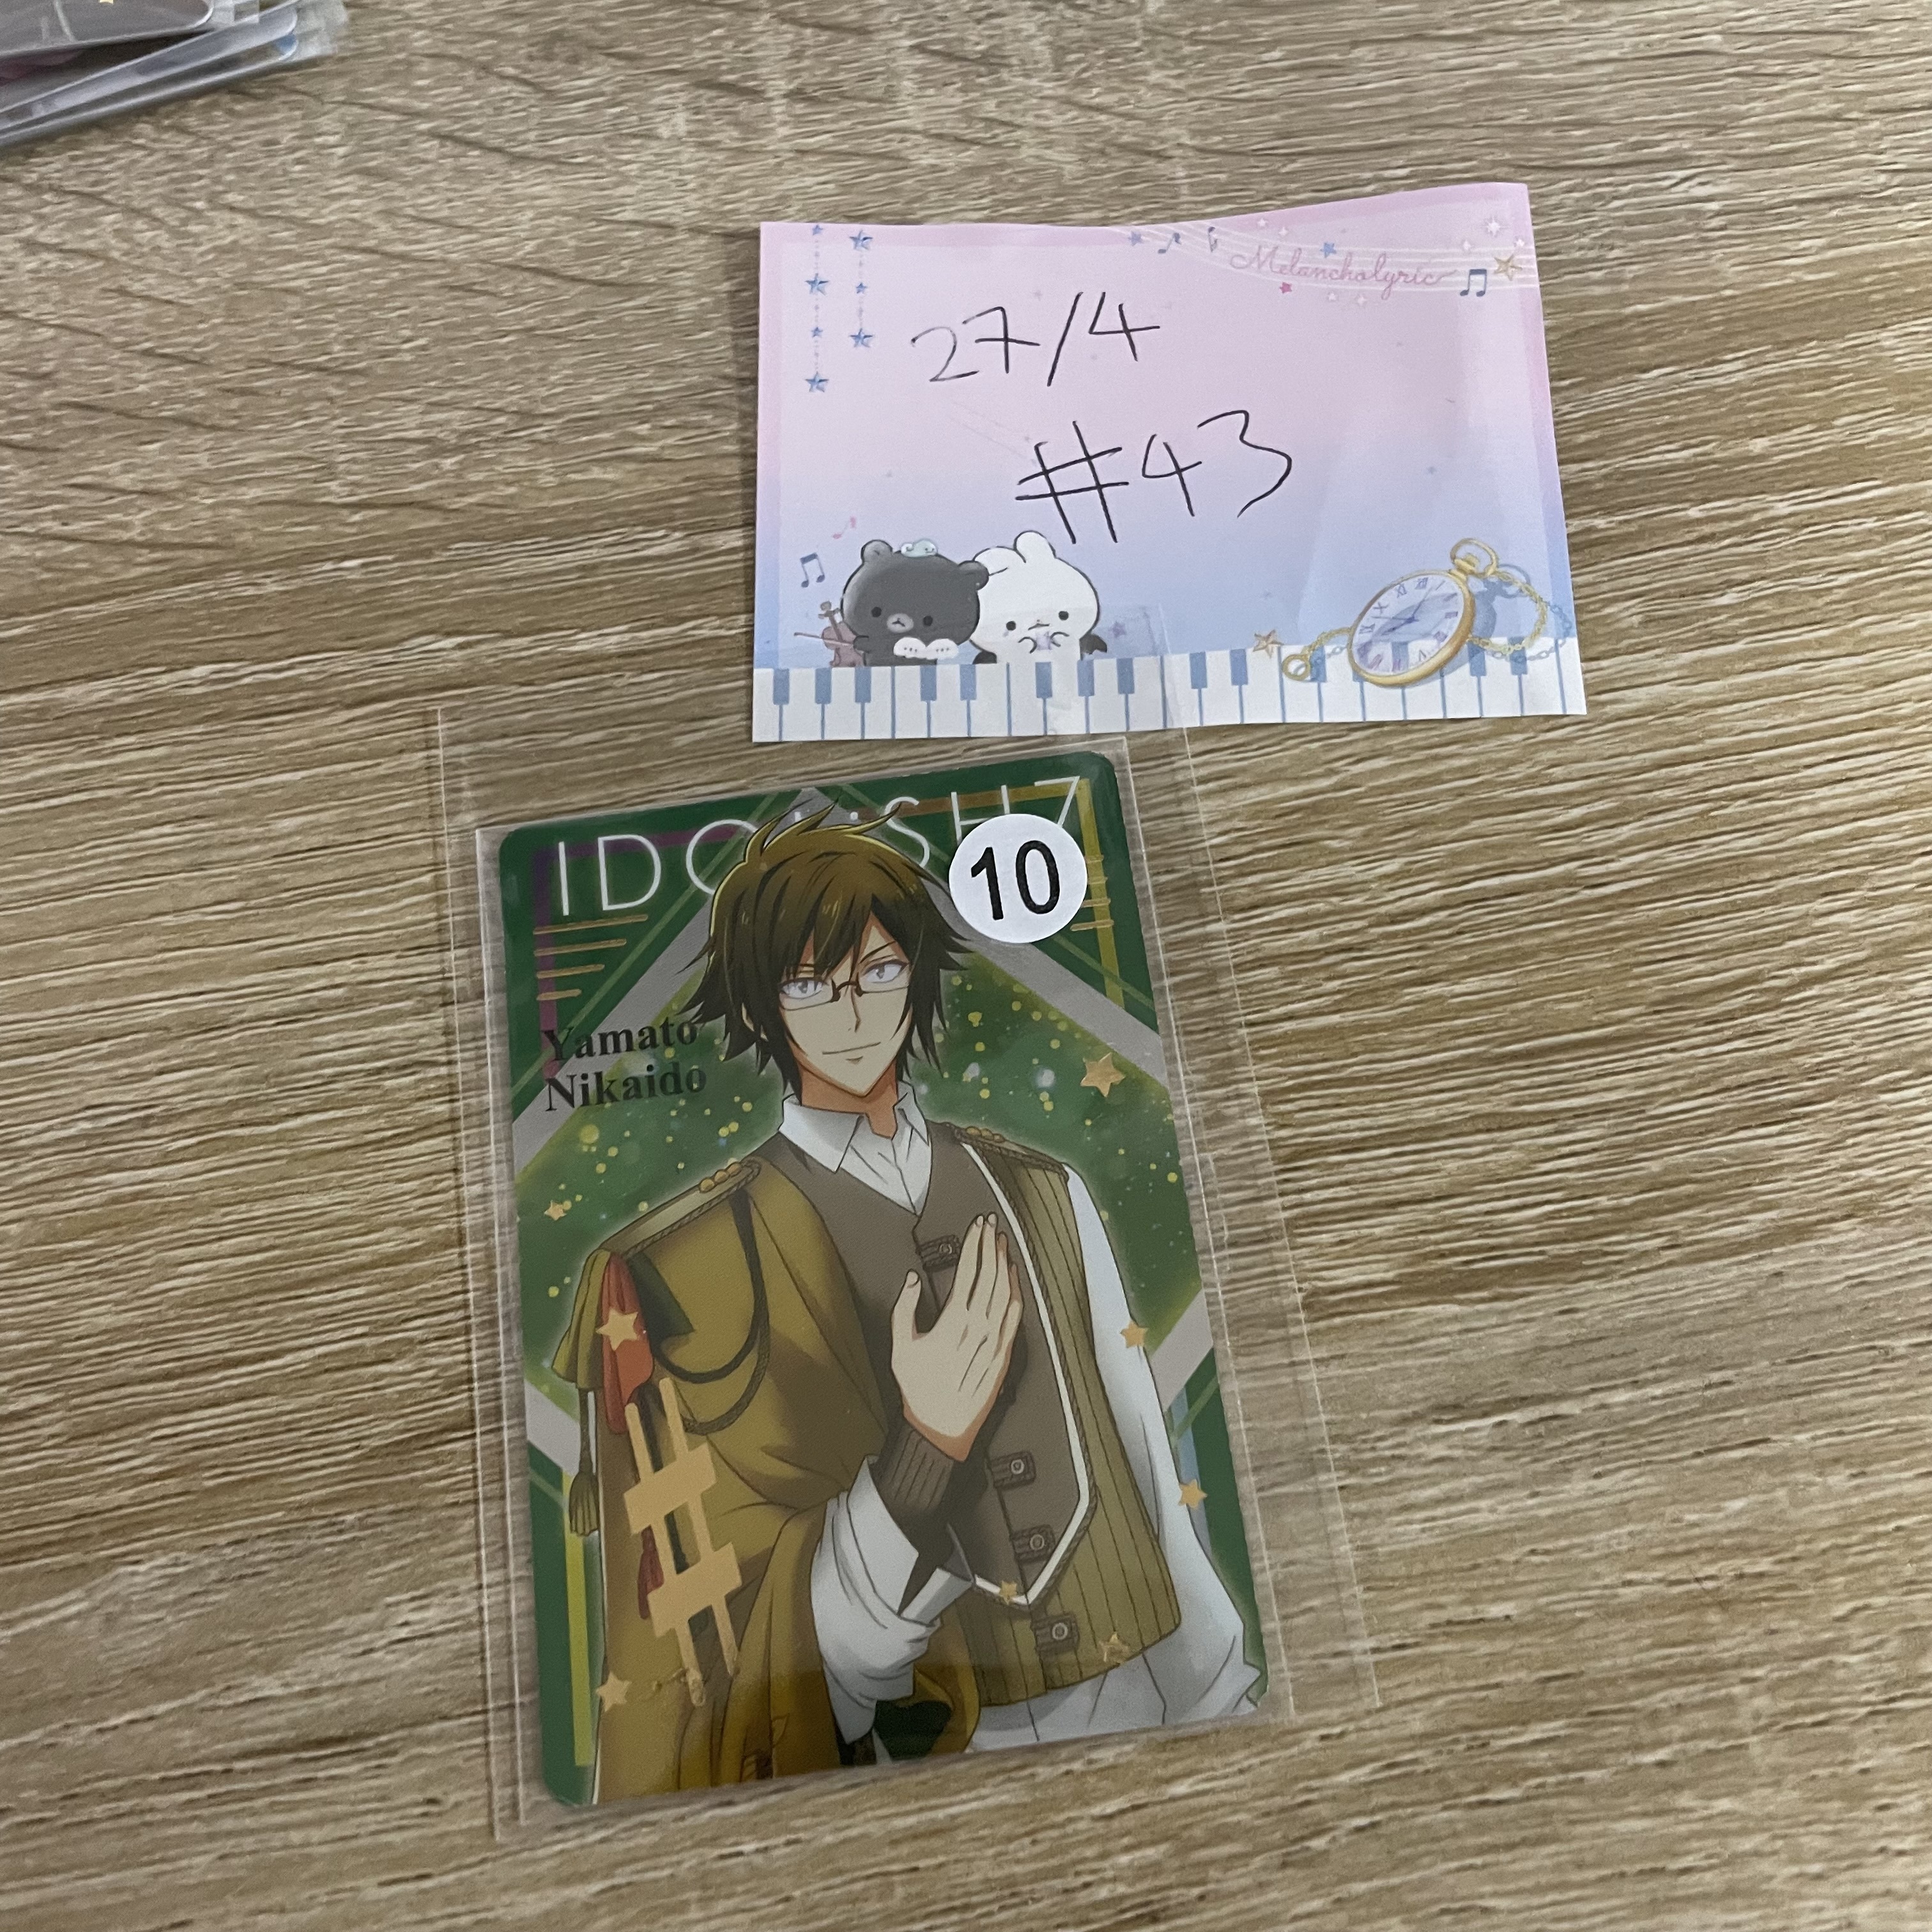 Melancholyric
27/4
#43
IDOLiSH7
10
Yamato
Nikaido